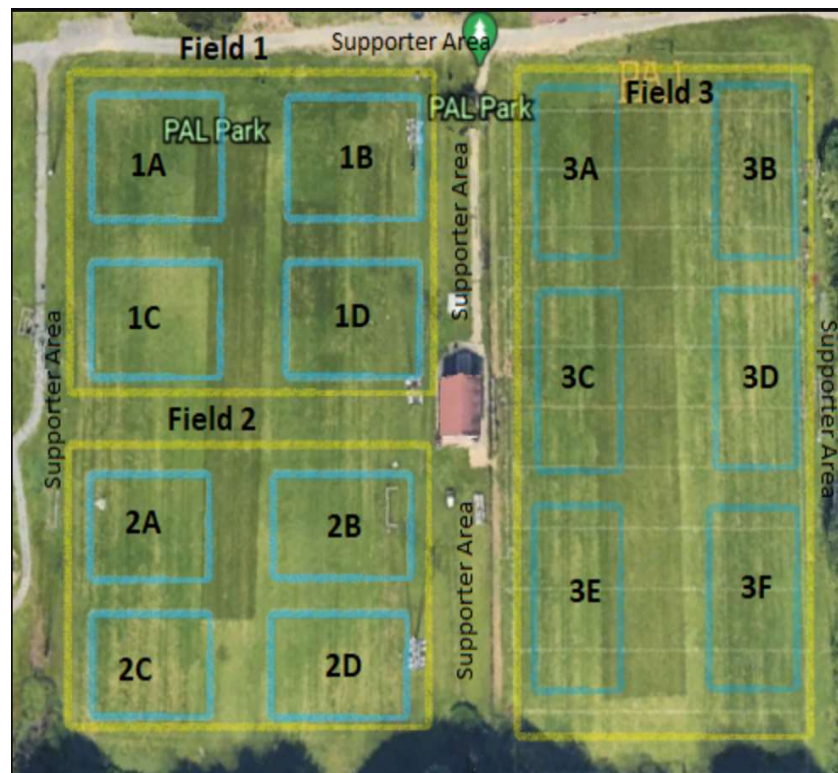 Supporter Area
Field 1
PAL Park
PAL Park
Field 3
1A
1B
3A
3B
Supporter Area
1C
1D
3C
3D
Supporter Area
Supporter Area
Field 2
2A
2B
3E
3F
Supporter Area
2C
2D